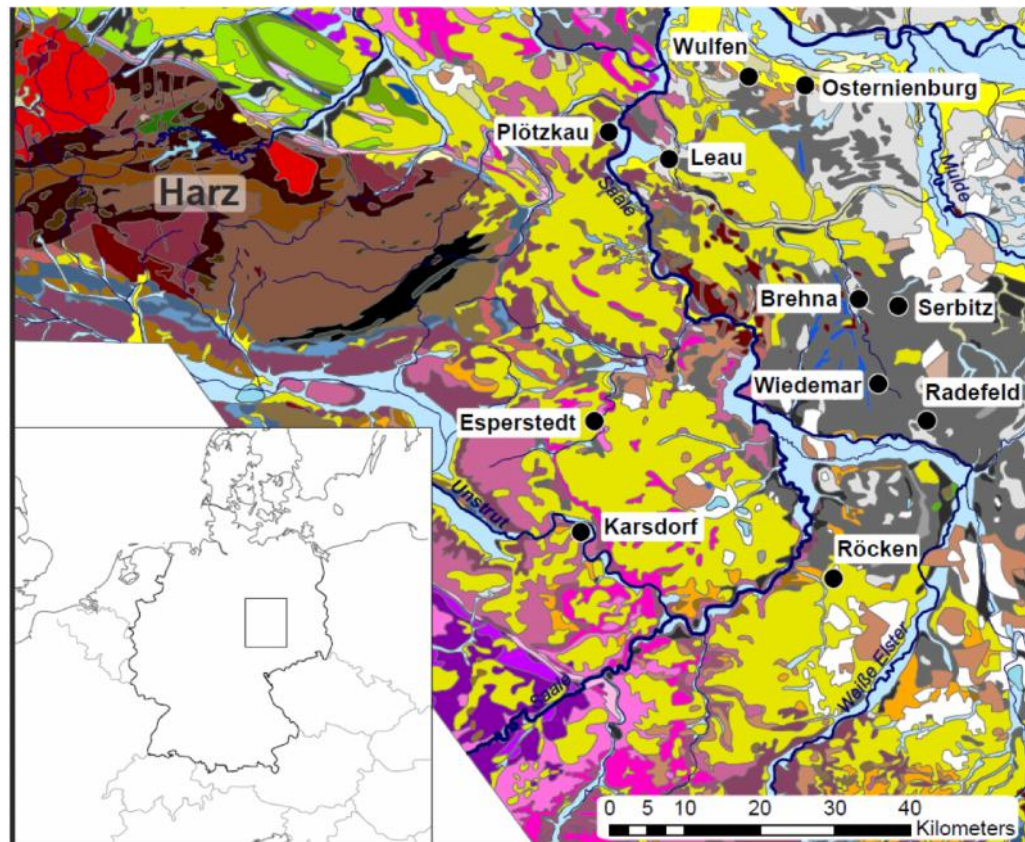 Wulfen
Osternienburg
Plötzkau
Leau
Mulde
Harz
Saale
Brehna
Serbitz
Wiedemar
Radefeld
Esperstedt
Unstrut
Karsdorf
Röcken
Weiße Elster
Saale
0 5 10 20 30 40
Kilometers